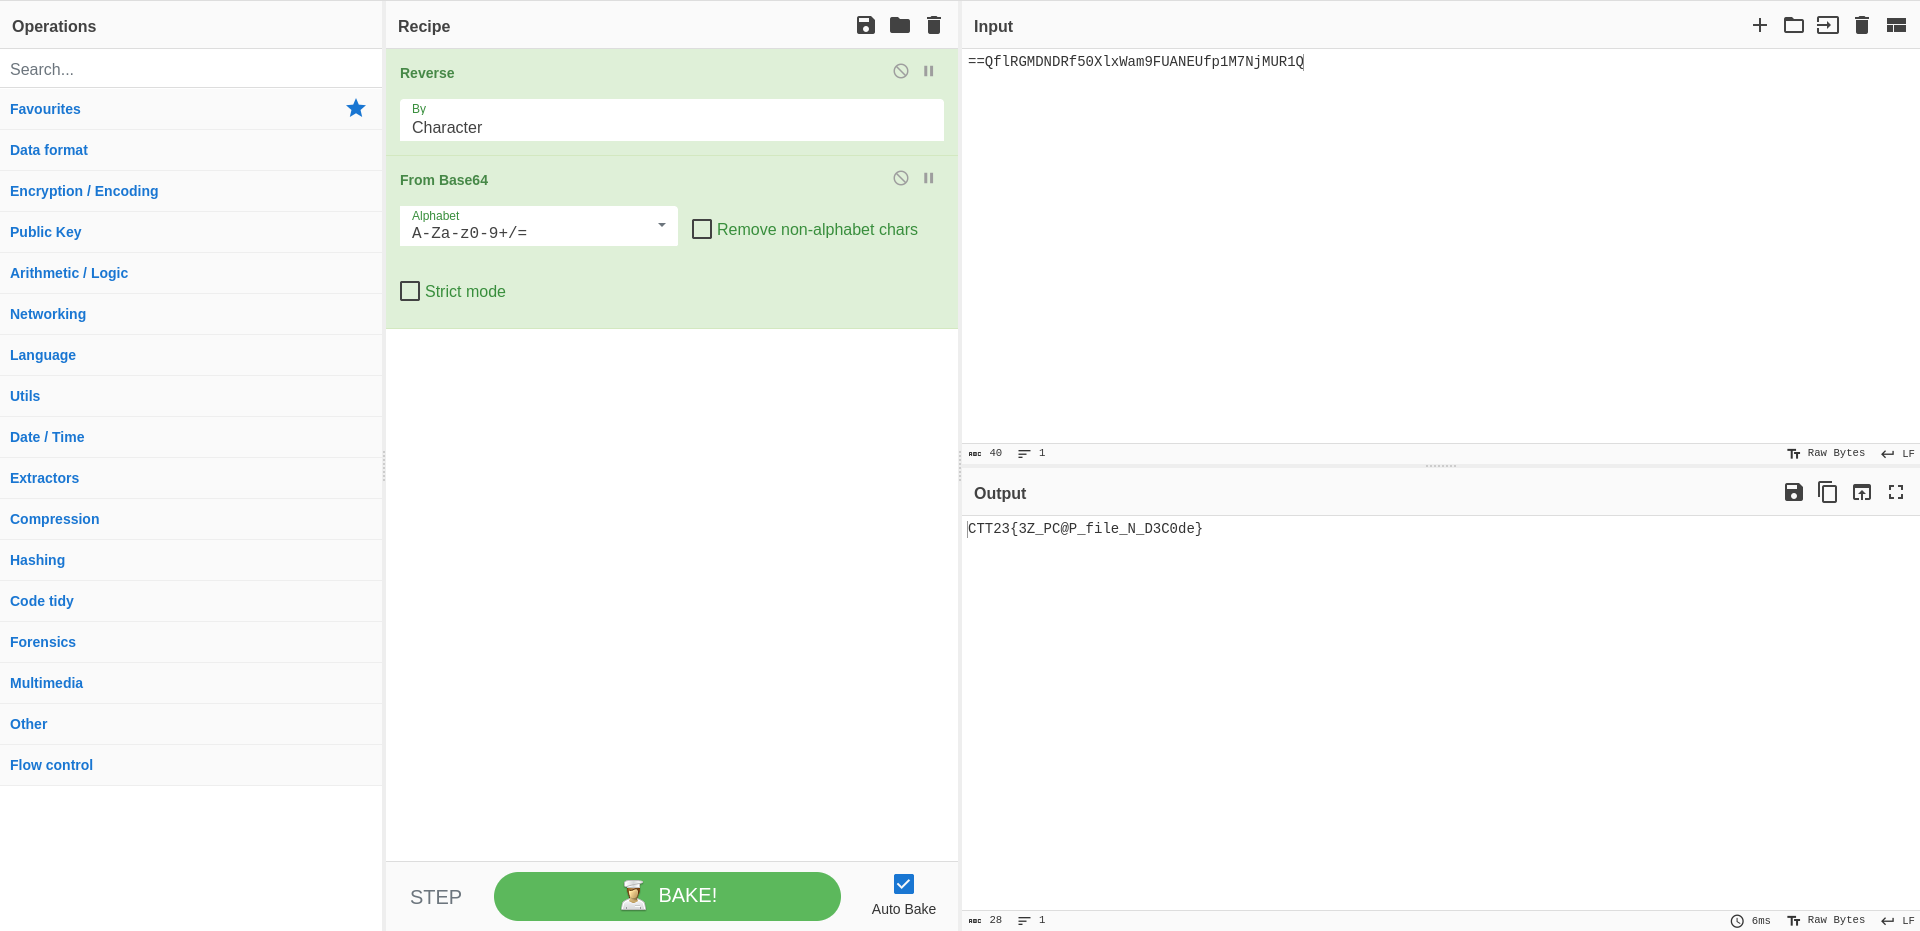 Operations
Search...
Favourites
Data format
Encryption / Encoding
Public Key
Arithmetic / Logic
Networking
Language
Utils
Date / Time
Extractors
Compression
Hashing
Code tidy
Forensics
Multimedia
Other
Flow control
Recipe
Reverse
By
Character
From Base64
Alphabet
A-Za-z0-9+/=
Remove non-alphabet chars
Strict mode
STEP
BAKE!
Auto Bake
Input
==QflRGMDNDRf50XlxWam9FUANEUfp1M7NjMUR1Q
ABC 40 1 Raw Bytes LF
Output
CTT23{3Z_PC@P_file_N_D3C0de}
ABC 28 1 6ms Raw Bytes LF